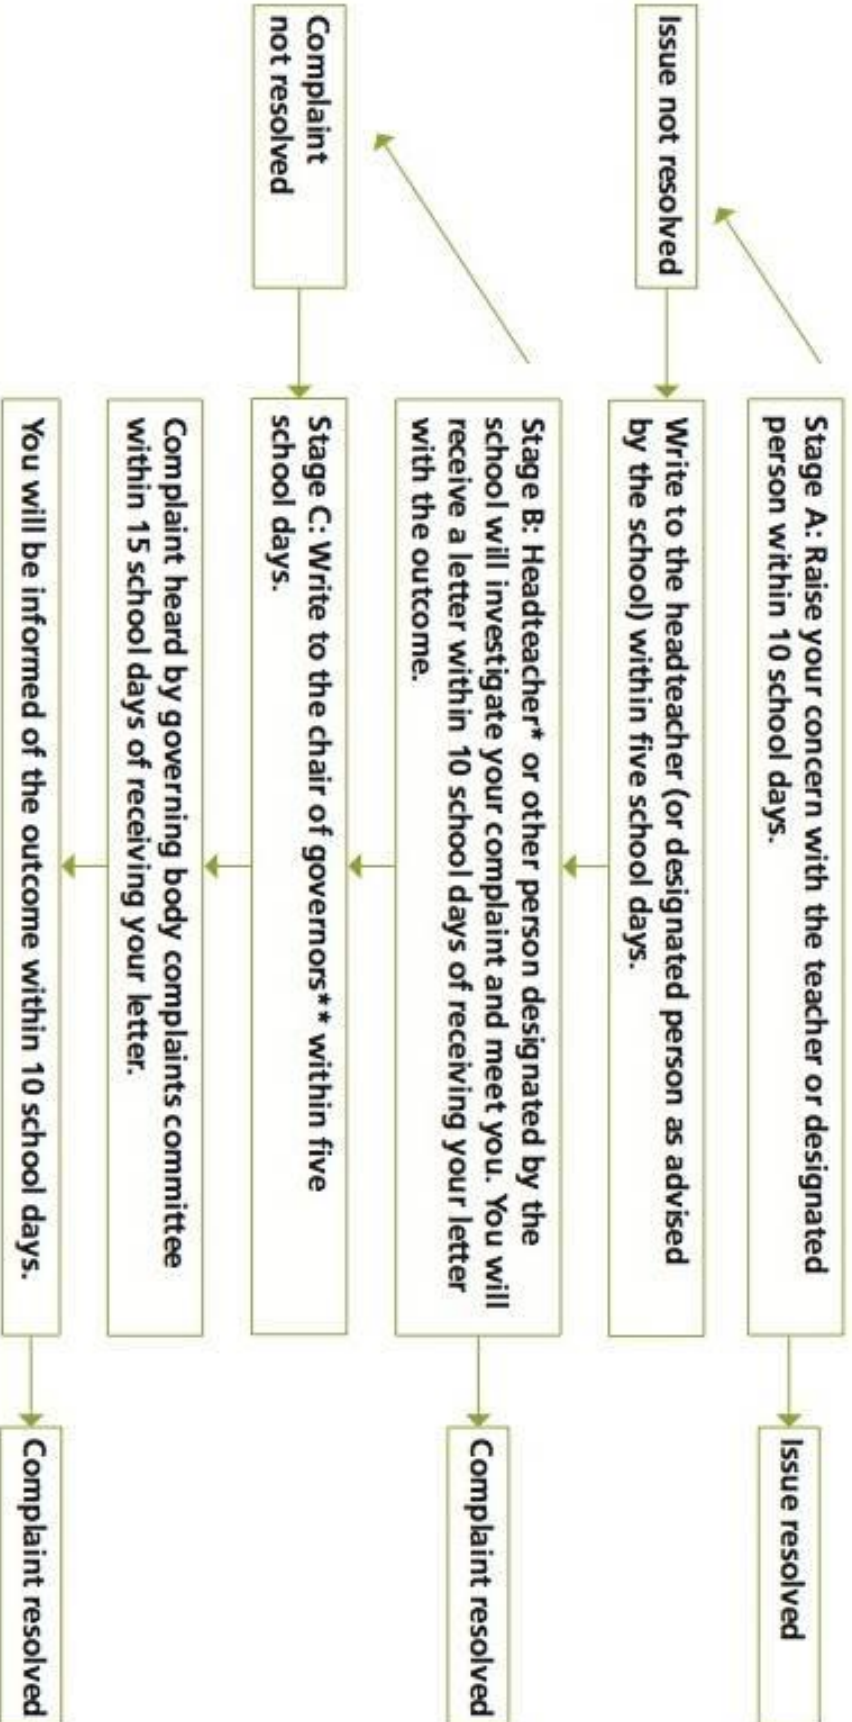 Stage A: Raise your concern with the teacher or designated
person within 10 school days.
Issue resolved
Issue not resolved
Write to the headteacher (or designated person as advised
by the school) within five school days.
Stage B: Headteacher* or other person designated by the
school will investigate your complaint and meet you. You will
receive a letter within 10 school days of receiving your letter
with the outcome.
Complaint resolved
Complaint
not resolved
Stage C: Write to the chair of governors** within five
school days.
Complaint heard by governing body complaints committee
within 15 school days of receiving your letter.
You will be informed of the outcome within 10 school days.
Complaint resolved